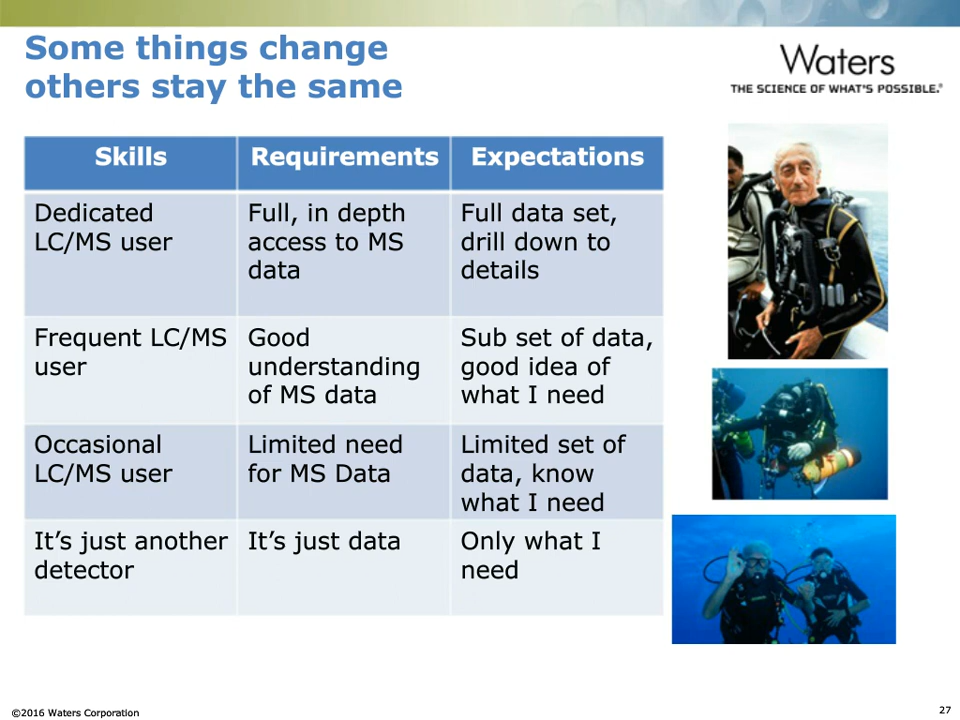 Some things change
others stay the same
Waters
THE SCIENCE OF WHAT'S POSSIBLE.®
Skills
Requirements
Expectations
Dedicated
LC/MS user
Full, in depth
access to MS
data
Full data set,
drill down to
details
Frequent LC/MS
user
Good
understanding
of MS data
Sub set of data,
good idea of
what I need
Occasional
LC/MS user
Limited need
for MS Data
Limited set of
data, know
what I need
It’s just another
detector
It’s just data
Only what I
need
©2016 Waters Corporation
27